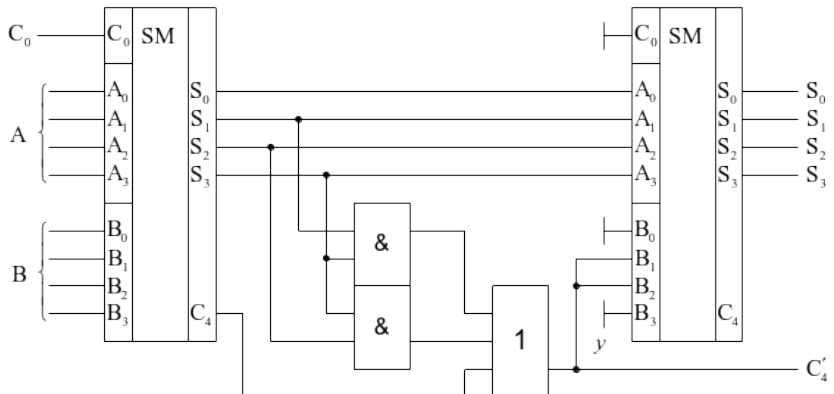 C₀ C₀ SM C₀ SM
A₀ S₀ A₀ S₀ S₀
A₁ S₁ A₁ S₁ S₁
A
A₂ S₂ A₂ S₂ S₂
A₃ S₃ A₃ S₃ S₃
B₀ & B₀
B₁ B₁
B
B₂ B₂
B₃ C₄ & B₃ C₄
1 y
C₄′